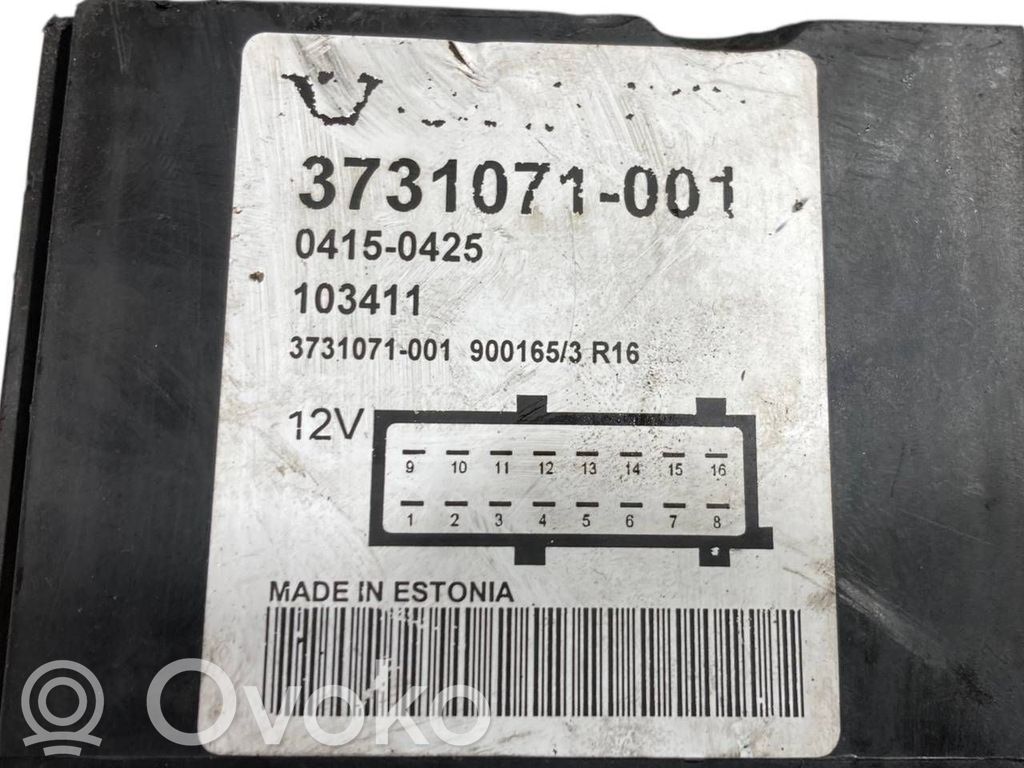 3731071-001
0415-0425
103411
3731071-001 900165/3 R16
12V
9 10 11 12 13 14 15 16
1 2 3 4 5 6 7 8
MADE IN ESTONIA
Ovoko